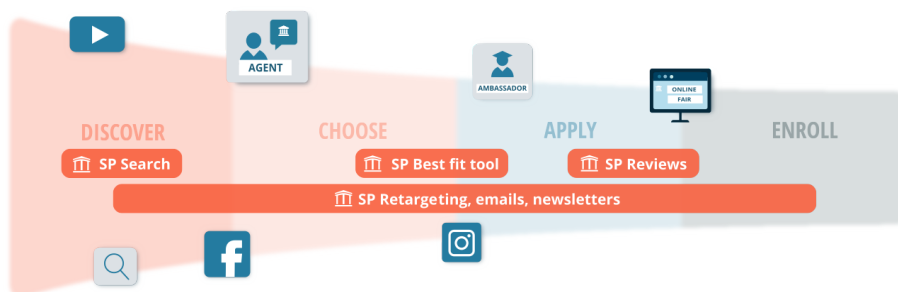 AGENT
AMBASSADOR
ONLINE
FAIR
DISCOVER
CHOOSE
APPLY
ENROLL
SP Search
SP Best fit tool
SP Reviews
SP Retargeting, emails, newsletters